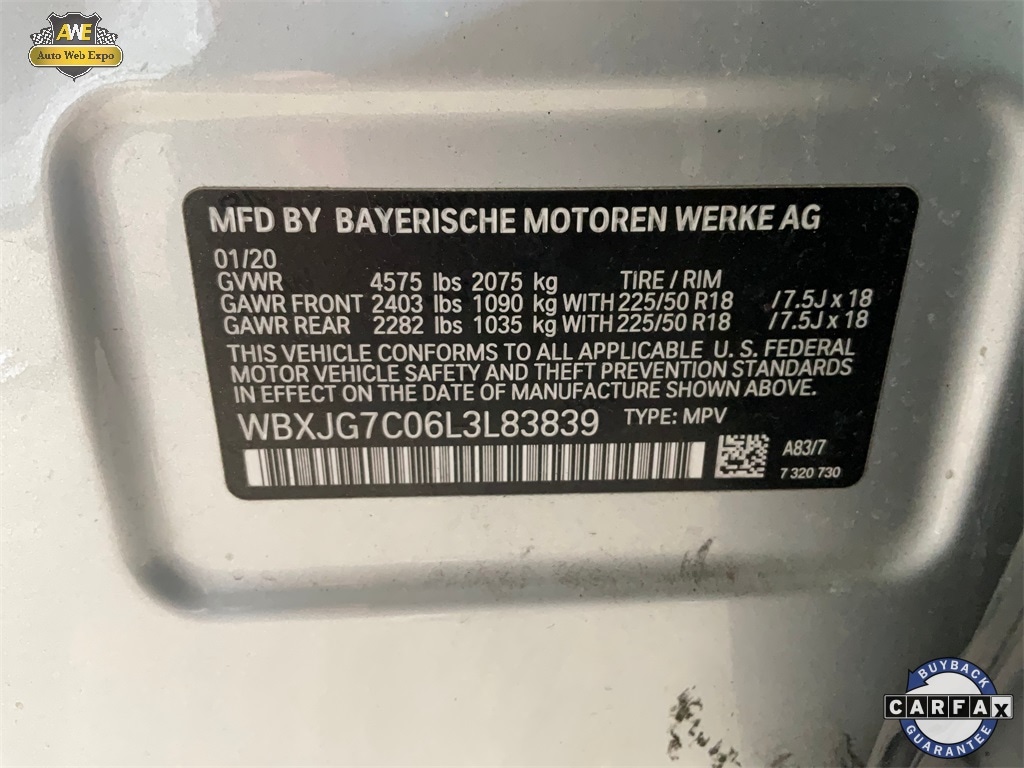 AWE
Auto Web Expo
MFD BY BAYERISCHE MOTOREN WERKE AG
01/20
GVWR 4575 lbs 2075 kg TIRE / RIM
GAWR FRONT 2403 lbs 1090 kg WITH 225/50 R18 /7.5J x 18
GAWR REAR 2282 lbs 1035 kg WITH 225/50 R18 /7.5J x 18
THIS VEHICLE CONFORMS TO ALL APPLICABLE U. S. FEDERAL
MOTOR VEHICLE SAFETY AND THEFT PREVENTION STANDARDS
IN EFFECT ON THE DATE OF MANUFACTURE SHOWN ABOVE.
WBXJG7C06L3L83839 TYPE: MPV
A83/7
7 320 730
BUYBACK
CARFAX
GUARANTEE